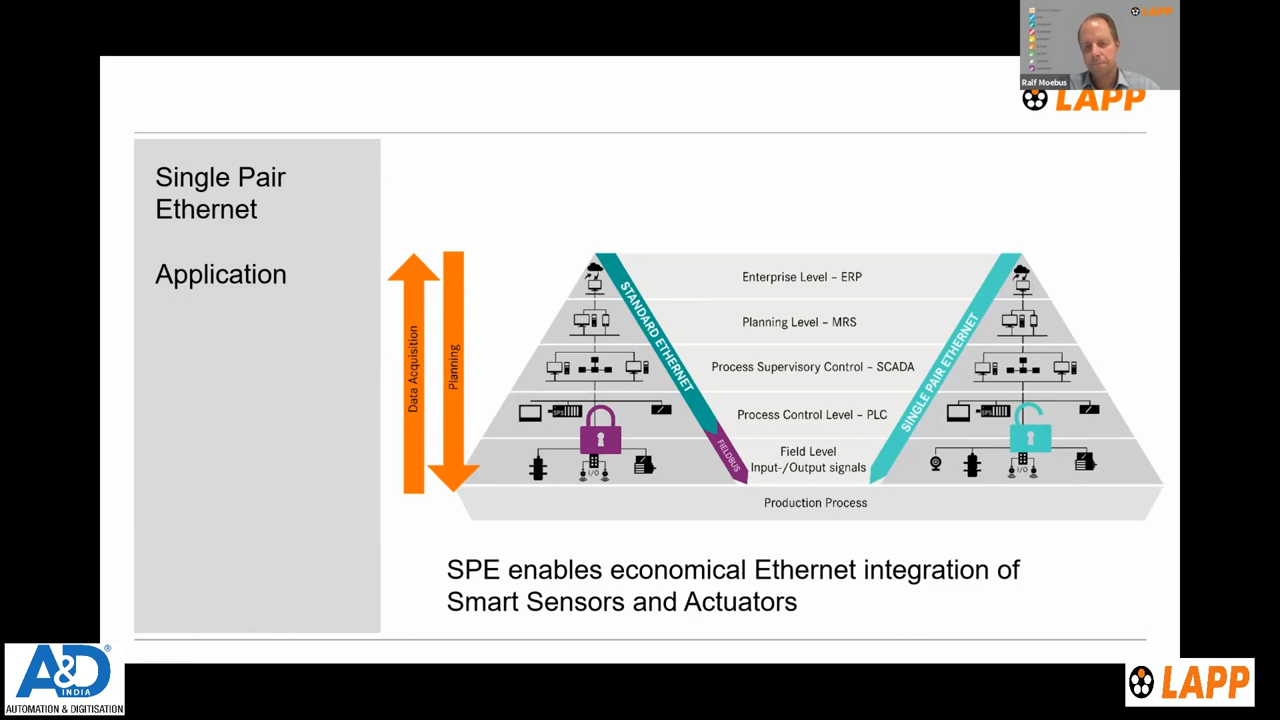 LAPP
Ralf Moebus
LAPP
Single Pair
Ethernet
Application
Data Acquisition
Planning
STANDARD ETHERNET
FIELDBUS
Enterprise Level – ERP
Planning Level – MRS
Process Supervisory Control – SCADA
Process Control Level – PLC
Field Level
Input-/Output signals
Production Process
SINGLE PAIR ETHERNET
SPS
I/O
SPS
I/O
SPE enables economical Ethernet integration of
Smart Sensors and Actuators
A&D®
INDIA
AUTOMATION & DIGITISATION
LAPP